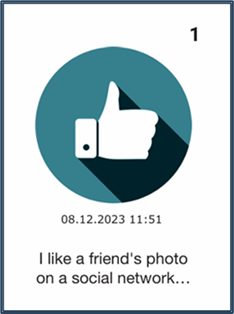 1
08.12.2023 11:51
I like a friend's photo
on a social network...